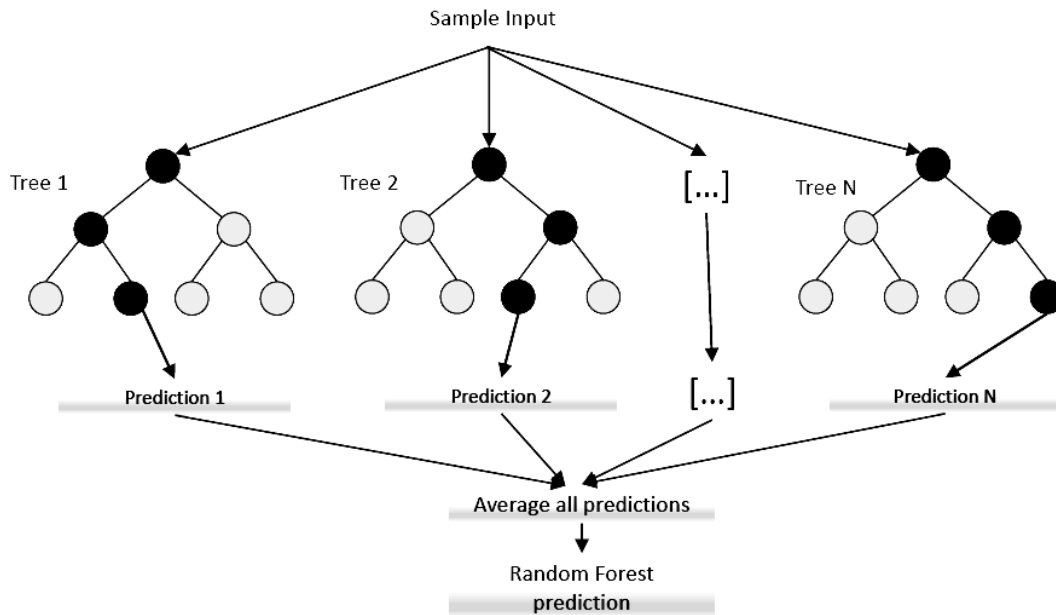 Sample Input
Tree 1
Tree 2
[...]
Tree N
Prediction 1
Prediction 2
[...]
Prediction N
Average all predictions
Random Forest
prediction